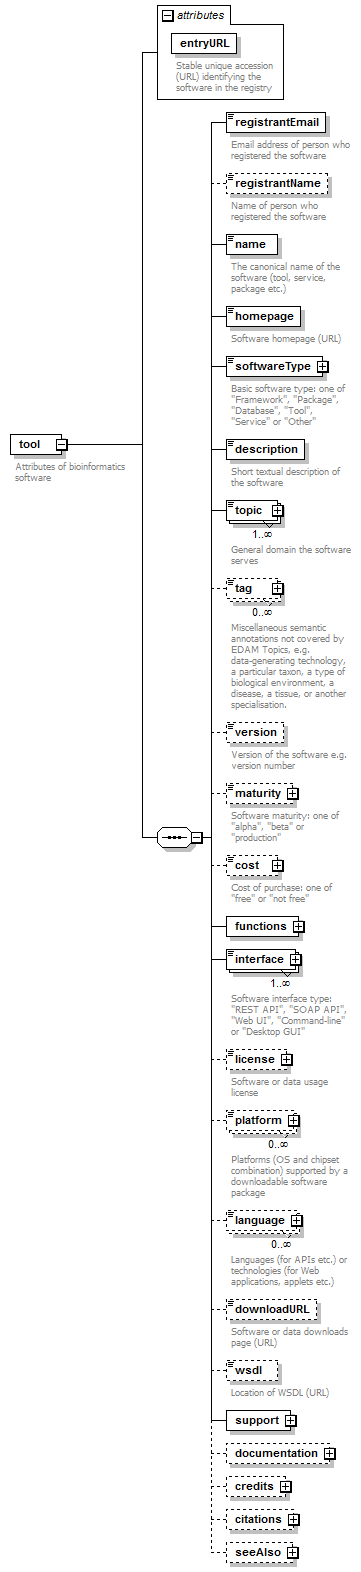 attributes
entryURL
Stable unique accession
(URL) identifying the
software in the registry
tool
Attributes of bioinformatics
software
registrantEmail
Email address of person who
registered the software
registrantName
Name of person who
registered the software
name
The canonical name of the
software (tool, service,
package etc.)
homepage
Software homepage (URL)
softwareType
Basic software type: one of
"Framework", "Package",
"Database", "Tool",
"Service" or "Other"
description
Short textual description of
the software
topic
1..∞
General domain the software
serves
tag
0..∞
Miscellaneous semantic
annotations not covered by
EDAM Topics, e.g.
data-generating technology,
a particular taxon, a type of
biological environment, a
disease, a tissue, or another
specialisation.
version
Version of the software e.g.
version number
maturity
Software maturity: one of
"alpha", "beta" or
"production"
cost
Cost of purchase: one of
"free" or "not free"
functions
interface
1..∞
Software interface type:
"REST API", "SOAP API",
"Web UI", "Command-line"
or "Desktop GUI"
license
Software or data usage
license
platform
0..∞
Platforms (OS and chipset
combination) supported by a
downloadable software
package
language
0..∞
Languages (for APIs etc.) or
technologies (for Web
applications, applets etc.)
downloadURL
Software or data downloads
page (URL)
wsdl
Location of WSDL (URL)
support
documentation
credits
citations
seeAlso